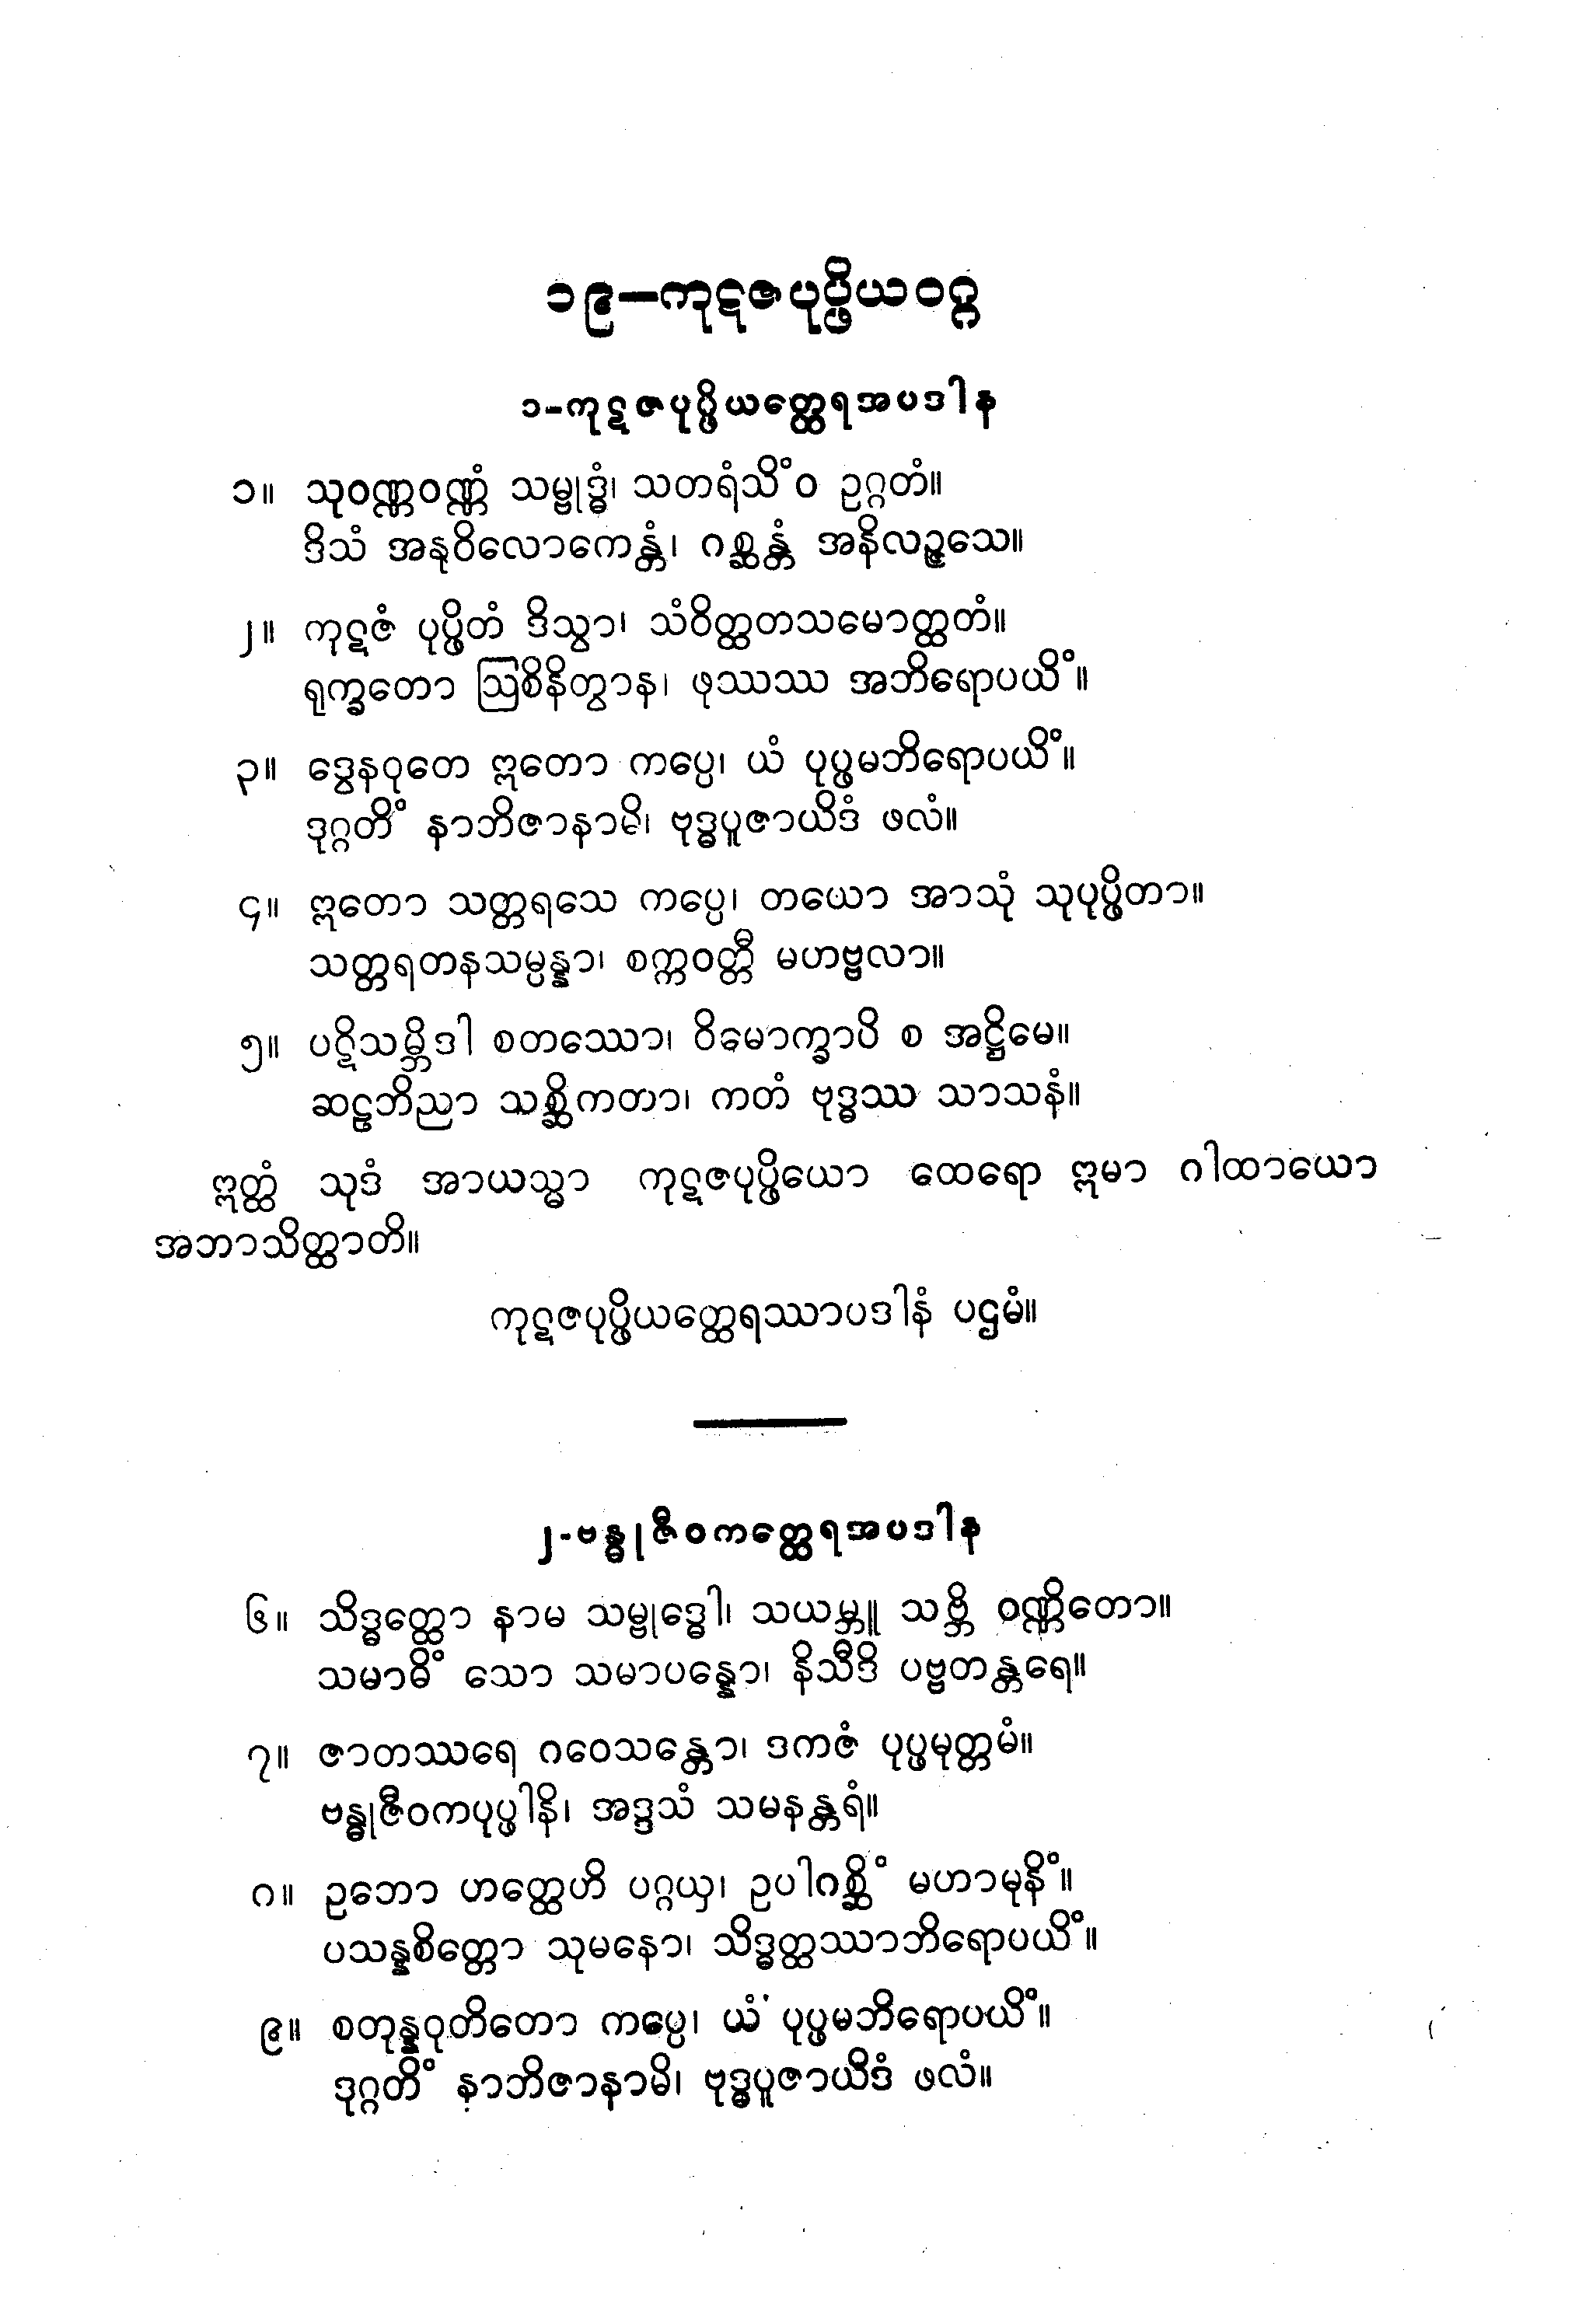 ၁၉−ကုဋဇပုပ္ဖိယဝဂ္ဂ
၁-ကုဋဇပုပ္ဖိယတ္ထေရအပဒါန
၁။ သုဝဏ္ဏဝဏ္ဏံ သမ္ဗုဒ္ဓံ၊ သတရံသိံဝ ဥဂ္ဂတံ။
ဒိသံ အနုဝိလောကေန္တံ၊ ဂစ္ဆန္တံ အနိလဉ္ဇသေ။
၂။ ကုဋဇံ ပုပ္ဖိတံ ဒိသွာ၊ သံဝိတ္ထတသမောတ္ထတံ။
ရုက္ခတော ဩစိနိတွာန၊ ဖုဿဿ အဘိရောပယိံ။
၃။ ဒွေနဝုတေ ဣတော ကပ္ပေ၊ ယံ ပုပ္ဖမဘိရောပယိံ။
ဒုဂ္ဂတိံ နာဘိဇာနာမိ၊ ဗုဒ္ဓပူဇာယိဒံ ဖလံ။
၄။ ဣတော သတ္တရသေ ကပ္ပေ၊ တယော အာသုံ သုပုပ္ဖိတာ။
သတ္တရတနသမ္ပန္နာ၊ စက္ကဝတ္တီ မဟဗ္ဗလာ။
၅။ ပဋိသမ္ဘိဒါ စတဿော၊ ဝိမောက္ခာပိ စ အဋ္ဌိမေ။
ဆဠဘိညာ သစ္ဆိကတာ၊ ကတံ ဗုဒ္ဓဿ သာသနံ။
ဣတ္ထံ သုဒံ အာယသ္မာ ကုဋဇပုပ္ဖိယော ထေရော ဣမာ ဂါထာယော
အဘာသိတ္ထာတိ။
ကုဋဇပုပ္ဖိယတ္ထေရဿာပဒါနံ ပဌမံ။
၂-ဗန္ဓုဇီဝကတ္ထေရအပဒါန
၆။ သိဒ္ဓတ္ထော နာမ သမ္ဗုဒ္ဓေါ၊ သယမ္ဘူ သဗ္ဘိ ဝဏ္ဏိတော။
သမာဓိံ သော သမာပန္နော၊ နိသီဒိ ပဗ္ဗတန္တရေ။
၇။ ဇာတဿရေ ဂဝေသန္တော၊ ဒကဇံ ပုပ္ဖမုတ္တမံ။
ဗန္ဓုဇီဝကပုပ္ဖါနိ၊ အဒ္ဒသံ သမနန္တရံ။
၈။ ဥဘော ဟတ္ထေဟိ ပဂ္ဂယှ၊ ဥပါဂစ္ဆိံ မဟာမုနိံ။
ပသန္နစိတ္တော သုမနော၊ သိဒ္ဓတ္ထဿာဘိရောပယိံ။
၉။ စတုန္နဝုတိတော ကပ္ပေ၊ ယံ ပုပ္ဖမဘိရောပယိံ။
ဒုဂ္ဂတိံ နာဘိဇာနာမိ၊ ဗုဒ္ဓပူဇာယိဒံ ဖလံ။